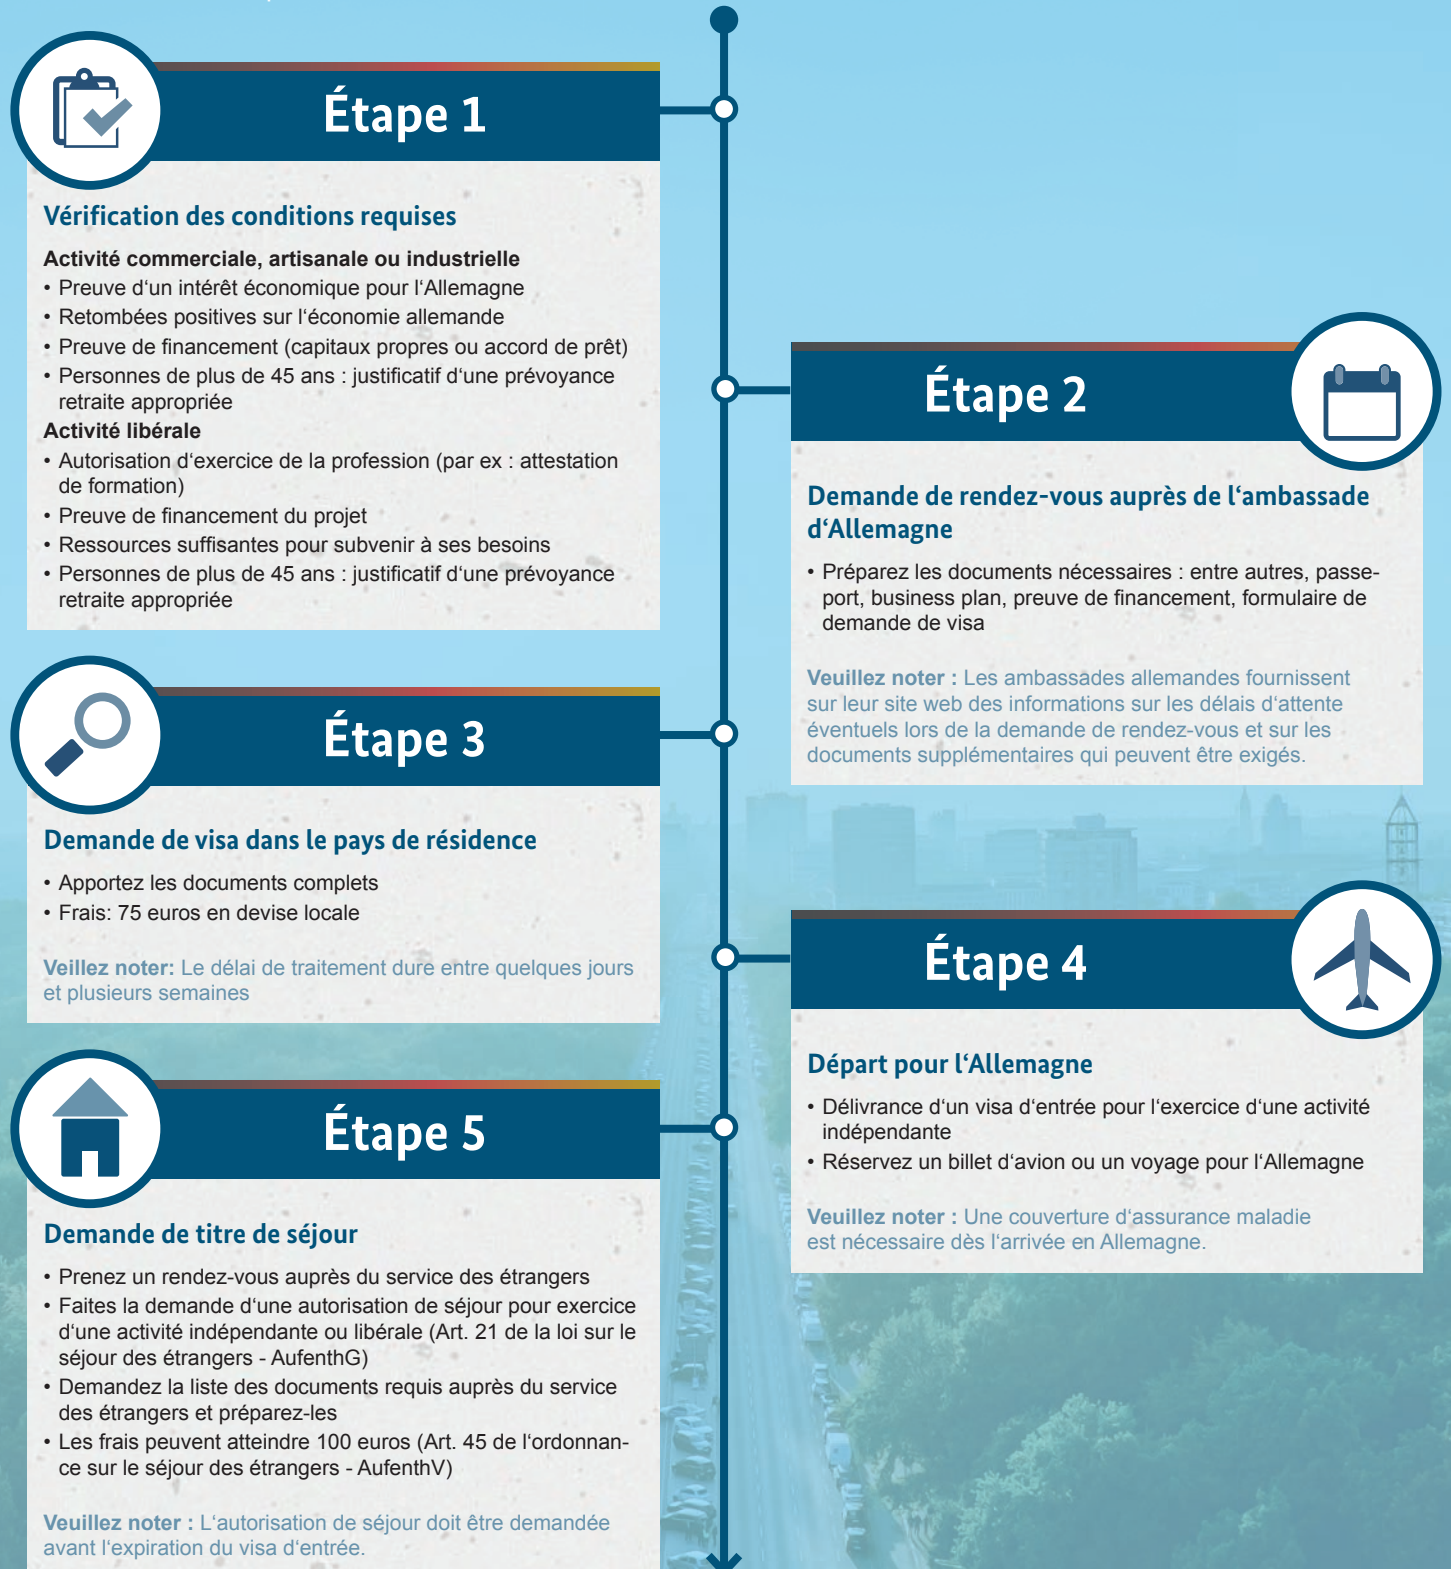 Étape 1
Vérification des conditions requises
Activité commerciale, artisanale ou industrielle
• Preuve d‘un intérêt économique pour l‘Allemagne
• Retombées positives sur l‘économie allemande
• Preuve de financement (capitaux propres ou accord de prêt)
• Personnes de plus de 45 ans : justificatif d‘une prévoyance
retraite appropriée
Activité libérale
• Autorisation d‘exercice de la profession (par ex : attestation
de formation)
• Preuve de financement du projet
• Ressources suffisantes pour subvenir à ses besoins
• Personnes de plus de 45 ans : justificatif d‘une prévoyance
retraite appropriée
Étape 2
Demande de rendez-vous auprès de l‘ambassade
d‘Allemagne
• Préparez les documents nécessaires : entre autres, passe-
port, business plan, preuve de financement, formulaire de
demande de visa
Veuillez noter : Les ambassades allemandes fournissent
sur leur site web des informations sur les délais d‘attente
éventuels lors de la demande de rendez-vous et sur les
documents supplémentaires qui peuvent être exigés.
Étape 3
Demande de visa dans le pays de résidence
• Apportez les documents complets
• Frais: 75 euros en devise locale
Veillez noter: Le délai de traitement dure entre quelques jours
et plusieurs semaines
Étape 4
Départ pour l‘Allemagne
• Délivrance d‘un visa d‘entrée pour l‘exercice d‘une activité
indépendante
• Réservez un billet d‘avion ou un voyage pour l‘Allemagne
Veuillez noter : Une couverture d‘assurance maladie
est nécessaire dès l‘arrivée en Allemagne.
Étape 5
Demande de titre de séjour
• Prenez un rendez-vous auprès du service des étrangers
• Faites la demande d‘une autorisation de séjour pour exercice
d‘une activité indépendante ou libérale (Art. 21 de la loi sur le
séjour des étrangers - AufenthG)
• Demandez la liste des documents requis auprès du service
des étrangers et préparez-les
• Les frais peuvent atteindre 100 euros (Art. 45 de l‘ordonnan-
ce sur le séjour des étrangers - AufenthV)
Veuillez noter : L‘autorisation de séjour doit être demandée
avant l‘expiration du visa d‘entrée.